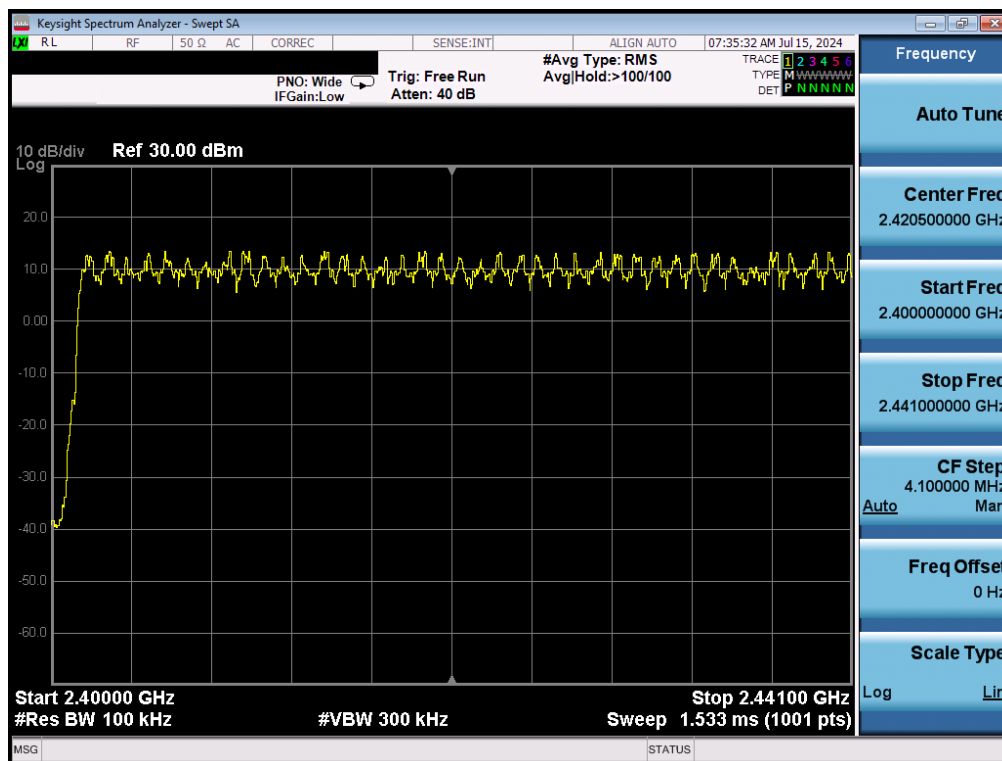 Keysight Spectrum Analyzer - Swept SA
LXI RL RF 50 Ω AC CORREC SENSE:INT ALIGN AUTO 07:35:32 AM Jul 15, 2024
Frequency
PNO: Wide
IFGain:Low
Trig: Free Run
Atten: 40 dB
#Avg Type: RMS
Avg|Hold:>100/100
TRACE 1 2 3 4 5 6
TYPE M WWWWW
DET P N N N N N
10 dB/div Ref 30.00 dBm
Log
20.0
10.0
0.00
-10.0
-20.0
-30.0
-40.0
-50.0
-60.0
Start 2.40000 GHz Stop 2.44100 GHz
#Res BW 100 kHz #VBW 300 kHz Sweep 1.533 ms (1001 pts)
MSG STATUS
Auto Tune
Center Freq
2.420500000 GHz
Start Freq
2.400000000 GHz
Stop Freq
2.441000000 GHz
CF Step
4.100000 MHz
Auto Man
Freq Offset
0 Hz
Scale Type
Log Lin